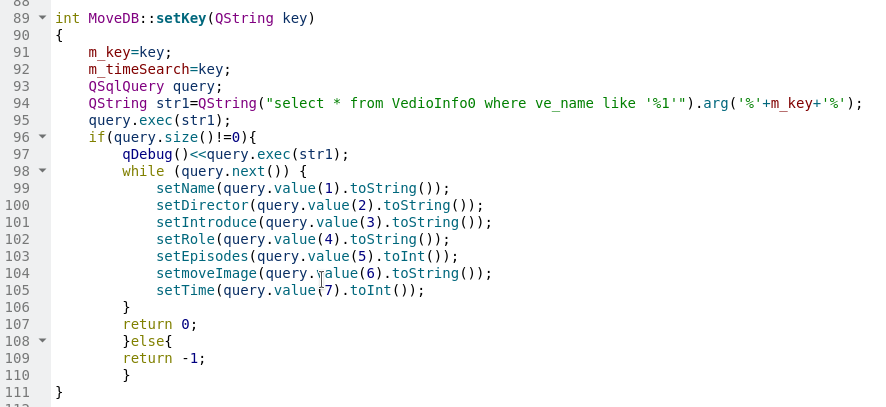 88
89 int MoveDB::setKey(QString key)
90 {
91 m_key=key;
92 m_timeSearch=key;
93 QSqlQuery query;
94 QString str1=QString("select * from VedioInfo0 where ve_name like '%1'").arg('%'+m_key+'%');
95 query.exec(str1);
96 if(query.size()!=0){
97 qDebug()<<query.exec(str1);
98 while (query.next()) {
99 setName(query.value(1).toString());
100 setDirector(query.value(2).toString());
101 setIntroduce(query.value(3).toString());
102 setRole(query.value(4).toString());
103 setEpisodes(query.value(5).toInt());
104 setmoveImage(query.value(6).toString());
105 setTime(query.value(7).toInt());
106 }
107 return 0;
108 }else{
109 return -1;
110 }
111 }
112